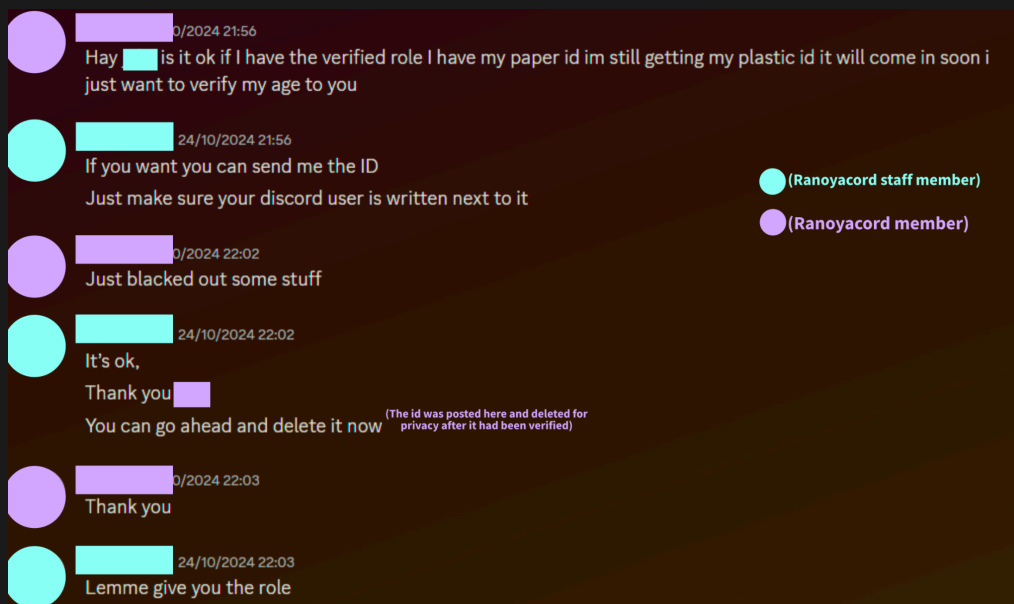 0/2024 21:56
Hay is it ok if I have the verified role I have my paper id im still getting my plastic id it will come in soon i
just want to verify my age to you
24/10/2024 21:56
If you want you can send me the ID
Just make sure your discord user is written next to it
(Ranoyacord staff member)
(Ranoyacord member)
0/2024 22:02
Just blacked out some stuff
24/10/2024 22:02
It's ok,
Thank you
You can go ahead and delete it now
(The id was posted here and deleted for
privacy after it had been verified)
0/2024 22:03
Thank you
24/10/2024 22:03
Lemme give you the role